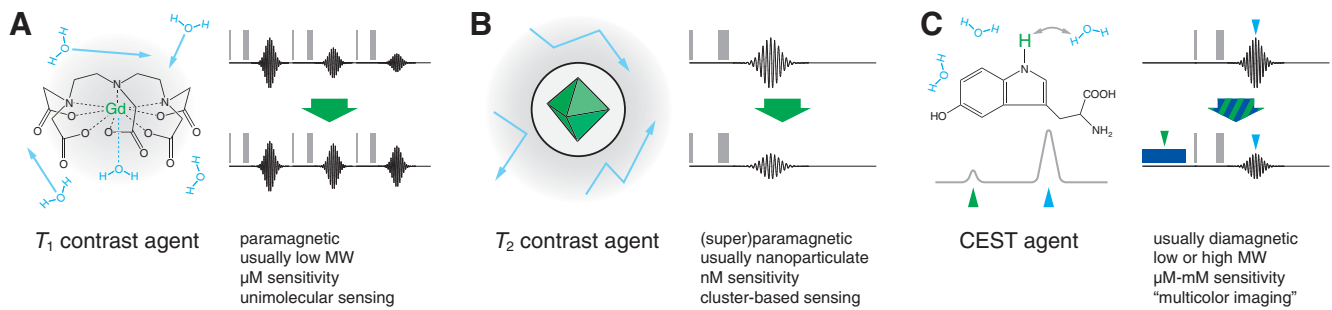 A
B
C
H
O
H
H
O
H
N
N
N
Gd
O
O
O
O
O
O
O
O
O
O
H
O
H
H
O
H
H
O
H
H
O
H
H
O
H
H
O
H
H
N
HO
COOH
NH2
T1 contrast agent
paramagnetic
usually low MW
µM sensitivity
unimolecular sensing
T2 contrast agent
(super)paramagnetic
usually nanoparticulate
nM sensitivity
cluster-based sensing
CEST agent
usually diamagnetic
low or high MW
µM-mM sensitivity
“multicolor imaging”